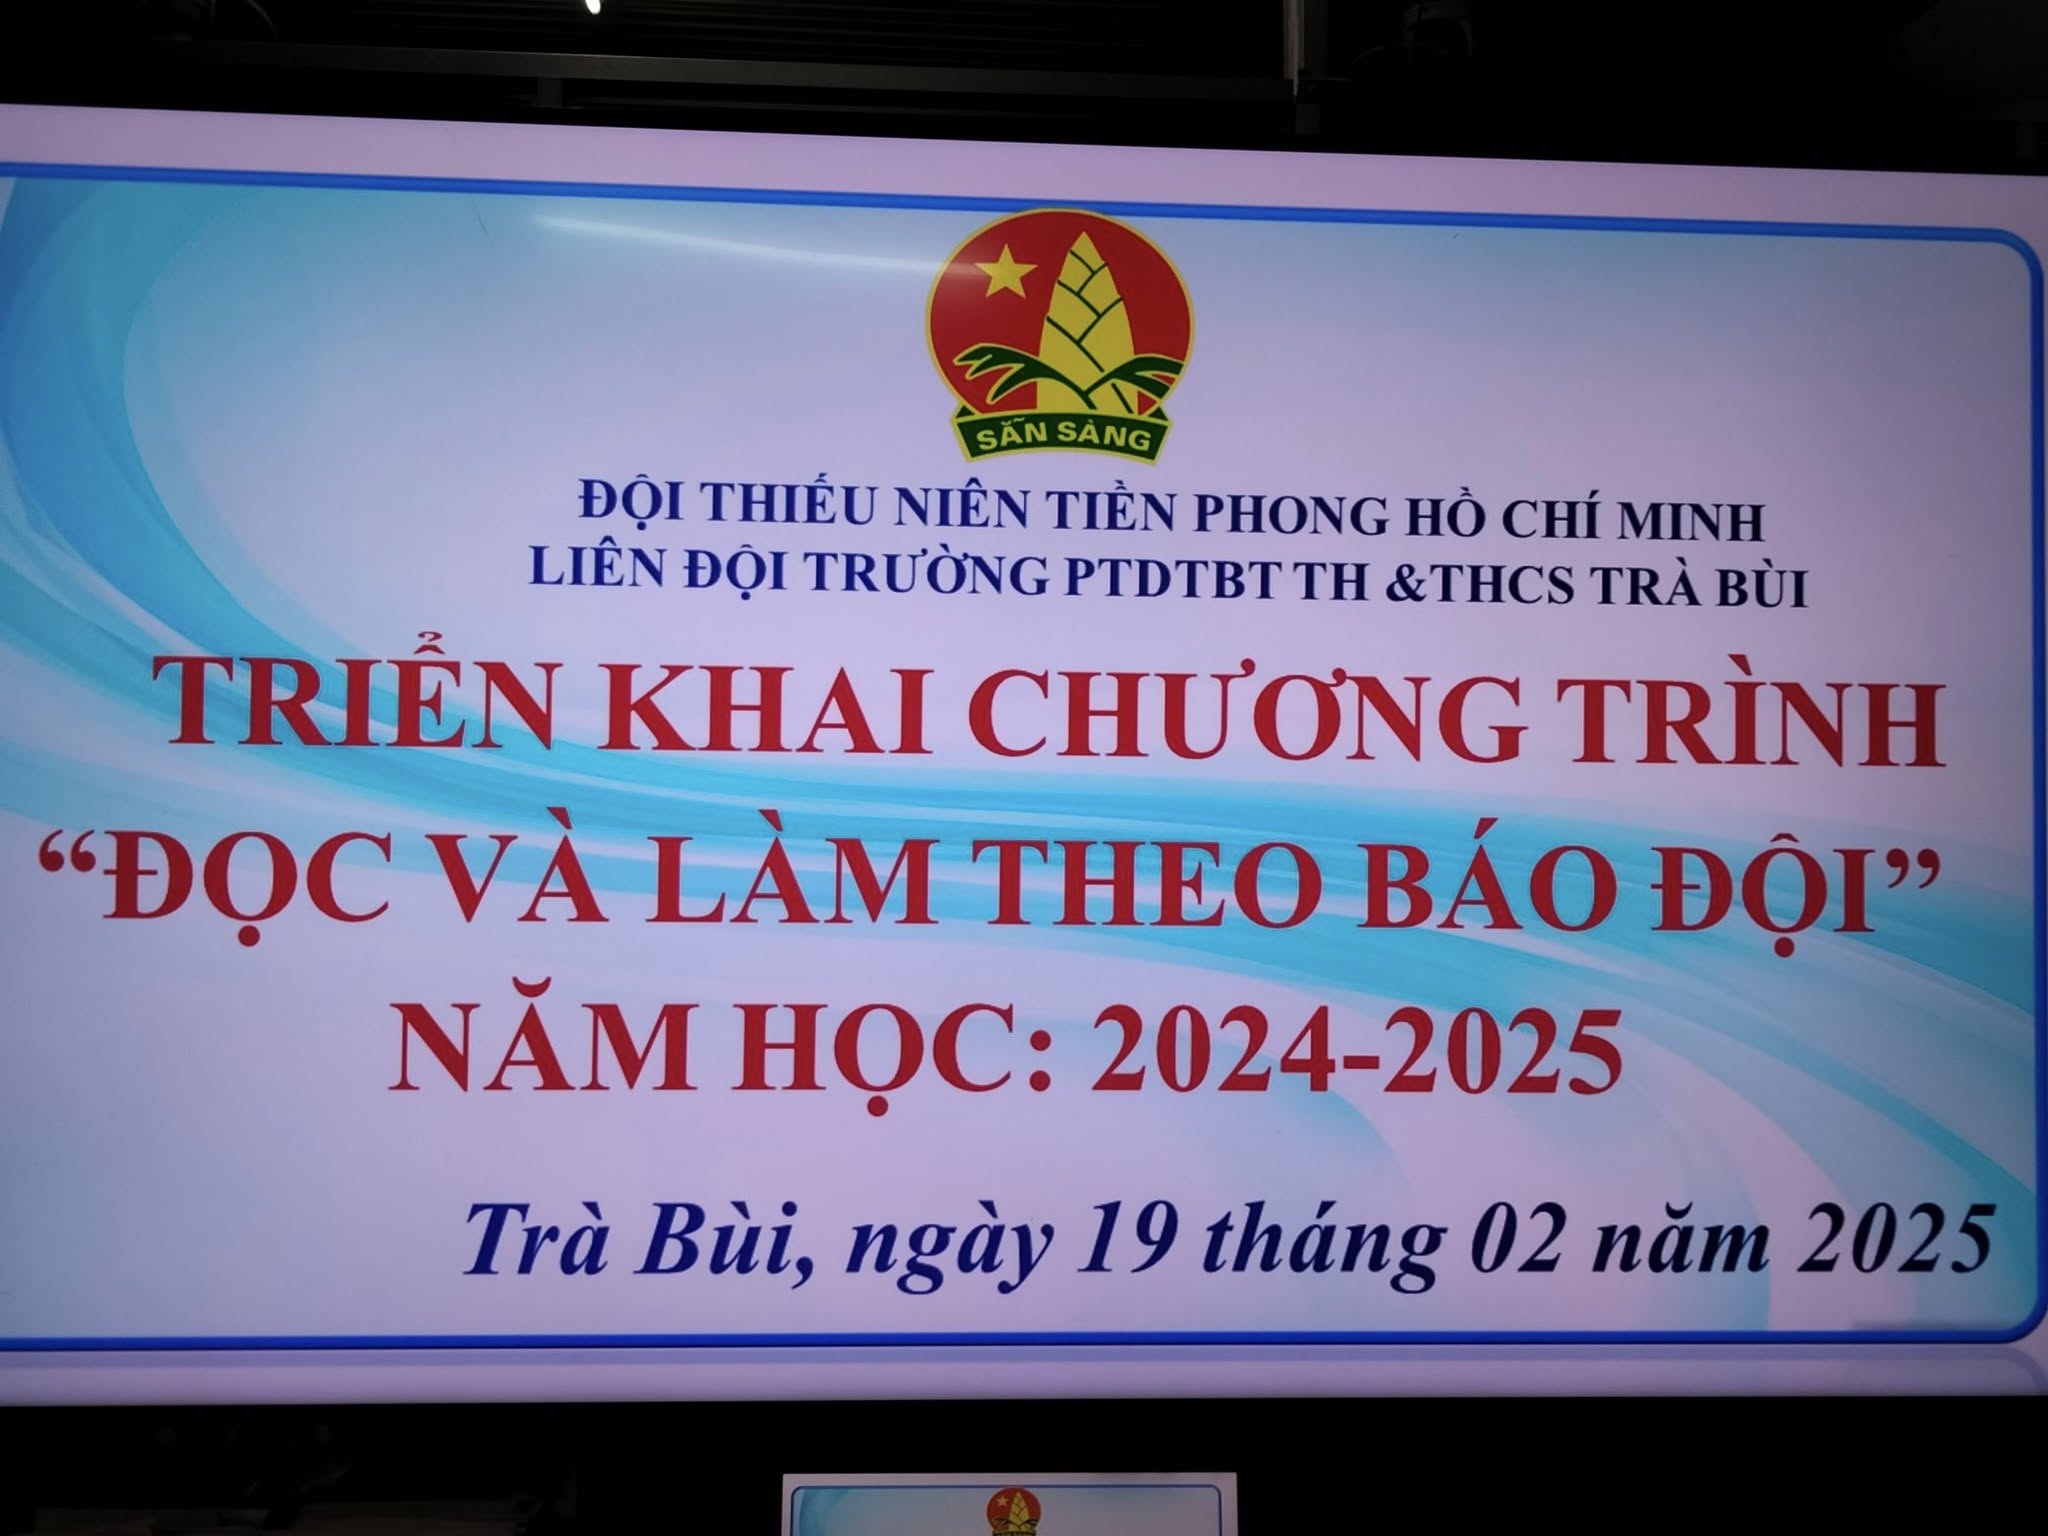 SẴN SÀNG
ĐỘI THIẾU NIÊN TIỀN PHONG HỒ CHÍ MINH
LIÊN ĐỘI TRƯỜNG PTDTBT TH &THCS TRÀ BÙI
TRIỂN KHAI CHƯƠNG TRÌNH
“ĐỌC VÀ LÀM THEO BÁO ĐỘI”
NĂM HỌC: 2024-2025
Trà Bùi, ngày 19 tháng 02 năm 2025